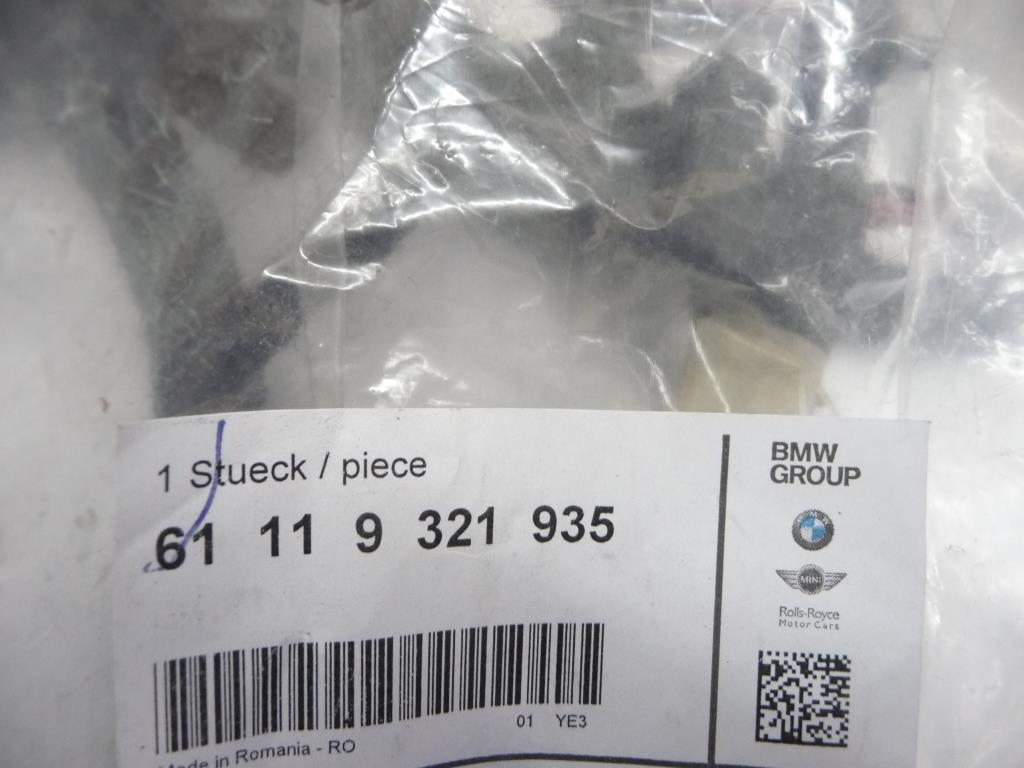 1 Stueck / piece
61 11 9 321 935
01 YE3
Made in Romania - RO
BMW
GROUP
MINI
Rolls-Royce
Motor Cars